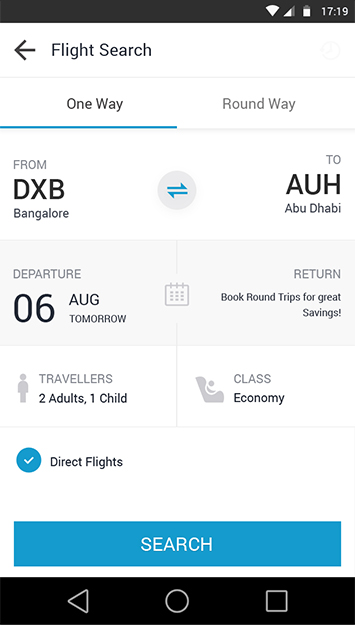 17:19
Flight Search
One Way
Round Way
FROM
TO
DXB
AUH
Bangalore
Abu Dhabi
DEPARTURE
RETURN
06
AUG
TOMORROW
Book Round Trips for great
Savings!
TRAVELLERS
2 Adults, 1 Child
CLASS
Economy
Direct Flights
SEARCH